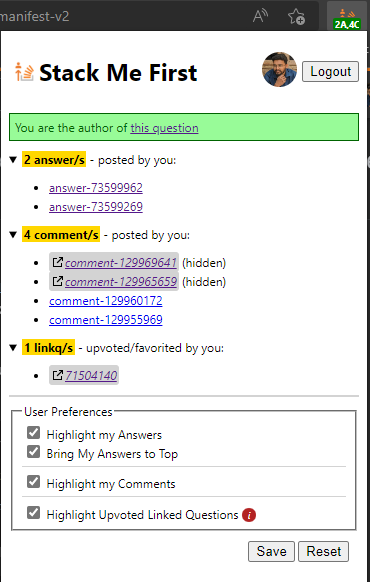 manifest-v2
2A,4C
Stack Me First
Logout
You are the author of this question
2 answer/s - posted by you:
answer-73599962
answer-73599269
4 comment/s - posted by you:
comment-129969641 (hidden)
comment-129965659 (hidden)
comment-129960172
comment-129955969
1 linkq/s - upvoted/favorited by you:
71504140
User Preferences
Highlight my Answers
Bring My Answers to Top
Highlight my Comments
Highlight Upvoted Linked Questions i
Save Reset